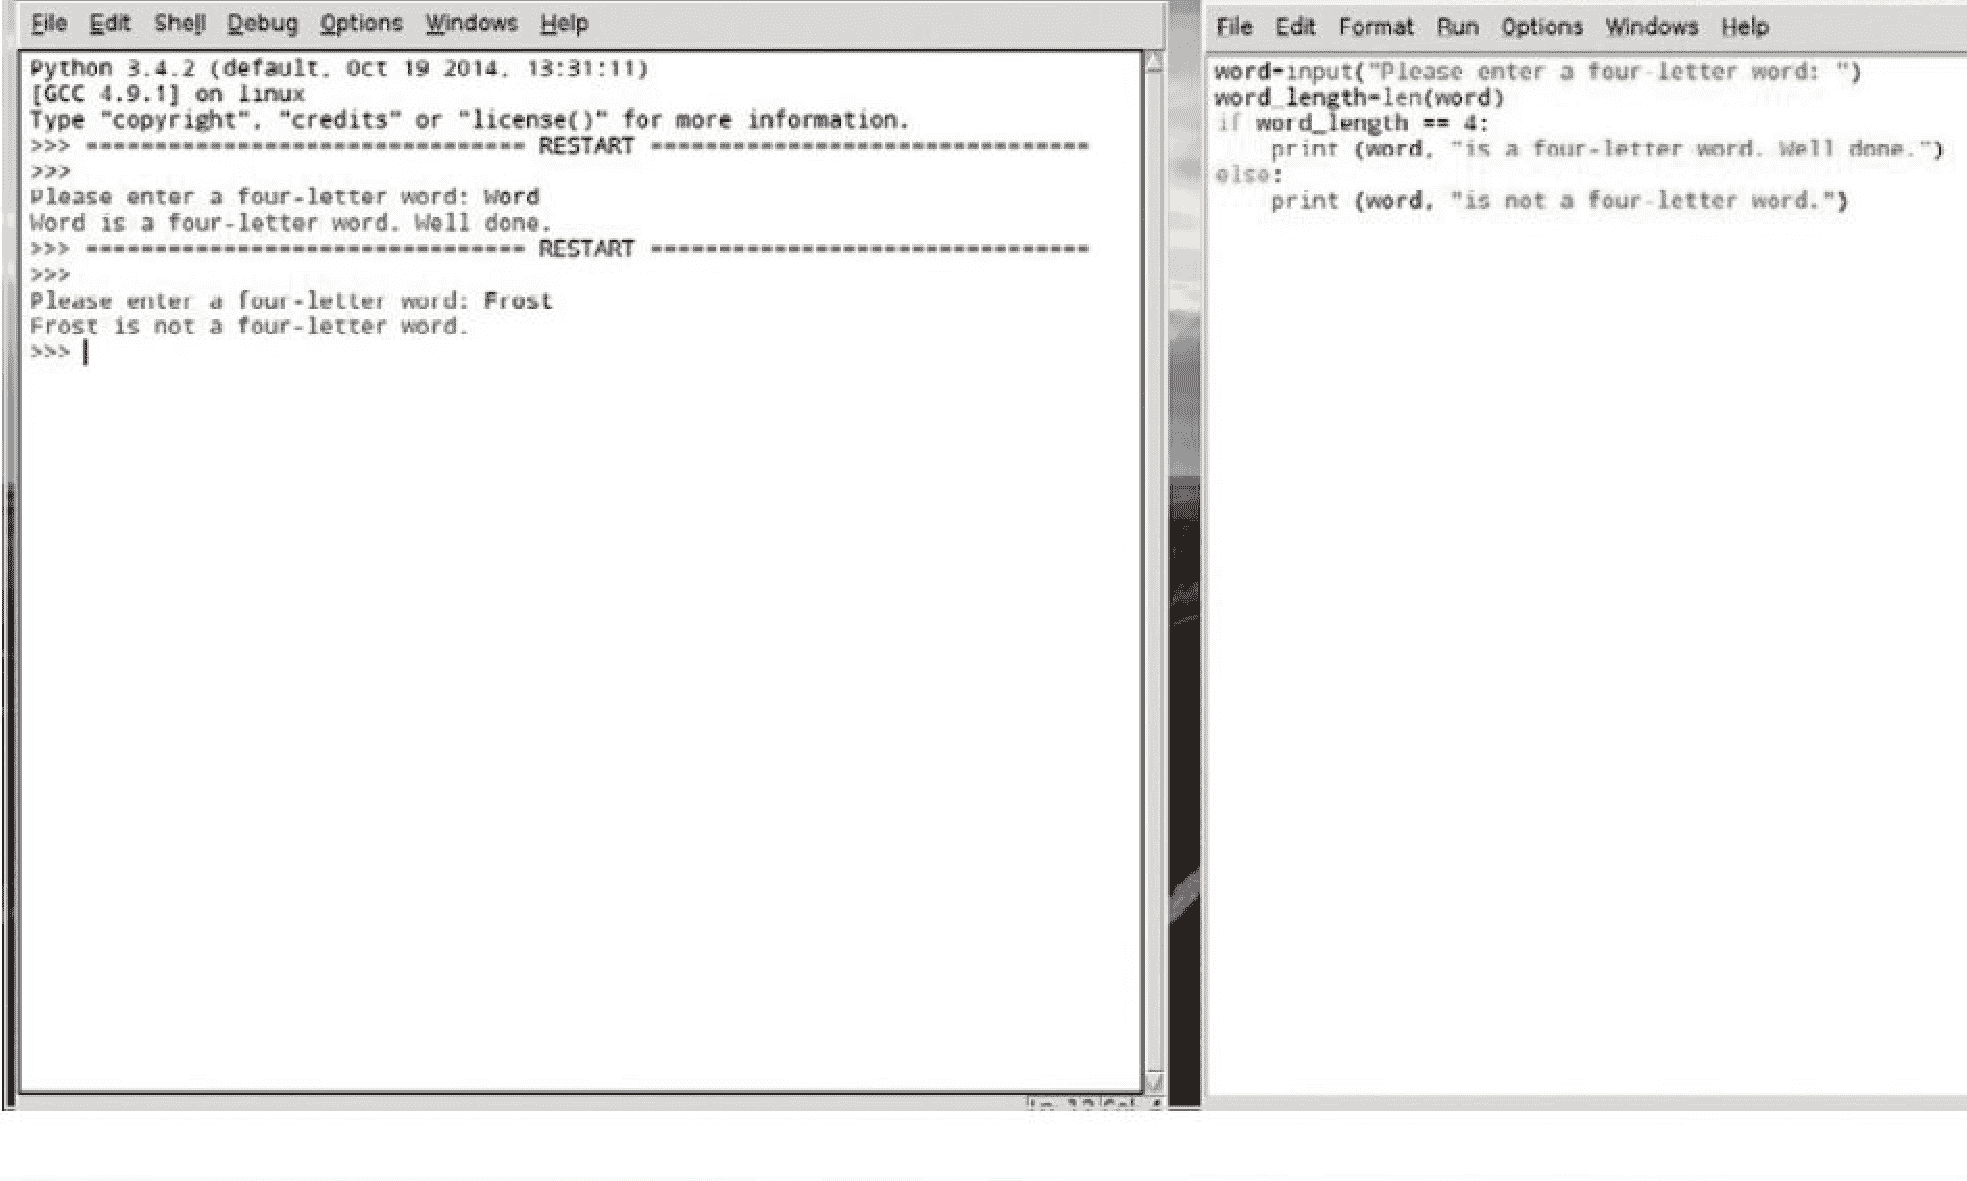 File Edit Shell Debug Options Windows Help
Python 3.4.2 (default, Oct 19 2014, 13:31:11)
[GCC 4.9.1] on linux
Type "copyright", "credits" or "license()" for more information.
>>> ================================ RESTART ================================
>>>
Please enter a four-letter word: Word
Word is a four-letter word. Well done.
>>> ================================ RESTART ================================
>>>
Please enter a four-letter word: Frost
Frost is not a four-letter word.
>>>
File Edit Format Run Options Windows Help
word=input("Please enter a four-letter word: ")
word_length=len(word)
if word_length == 4:
    print (word, "is a four-letter word. Well done.")
else:
    print (word, "is not a four-letter word.")